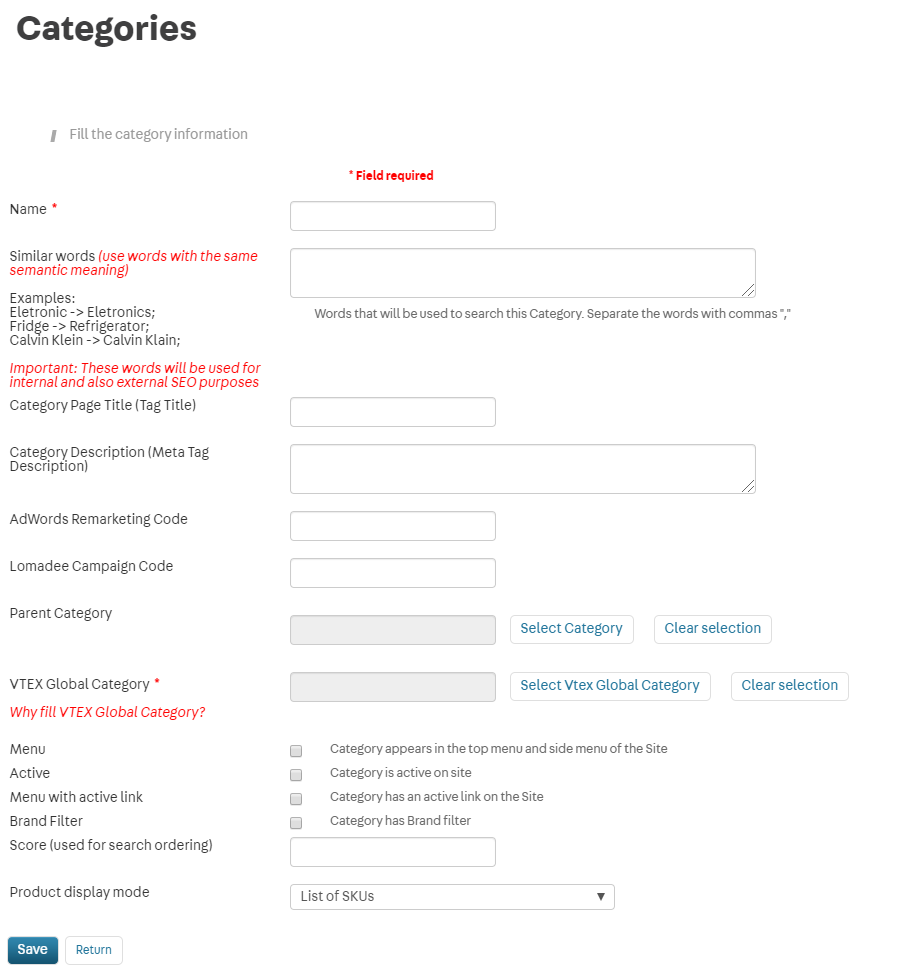 Categories
Fill the category information
* Field required
Name *
Similar words (use words with the same
semantic meaning)
Examples:
Eletronic -> Eletronics;
Fridge -> Refrigerator;
Calvin Klein -> Calvin Klain;
Words that will be used to search this Category. Separate the words with commas ","
Important: These words will be used for
internal and also external SEO purposes
Category Page Title (Tag Title)
Category Description (Meta Tag
Description)
AdWords Remarketing Code
Lomadee Campaign Code
Parent Category
Select Category
Clear selection
VTEX Global Category *
Select Vtex Global Category
Clear selection
Why fill VTEX Global Category?
Menu
Category appears in the top menu and side menu of the Site
Active
Category is active on site
Menu with active link
Category has an active link on the Site
Brand Filter
Category has Brand filter
Score (used for search ordering)
Product display mode
List of SKUs
Save
Return